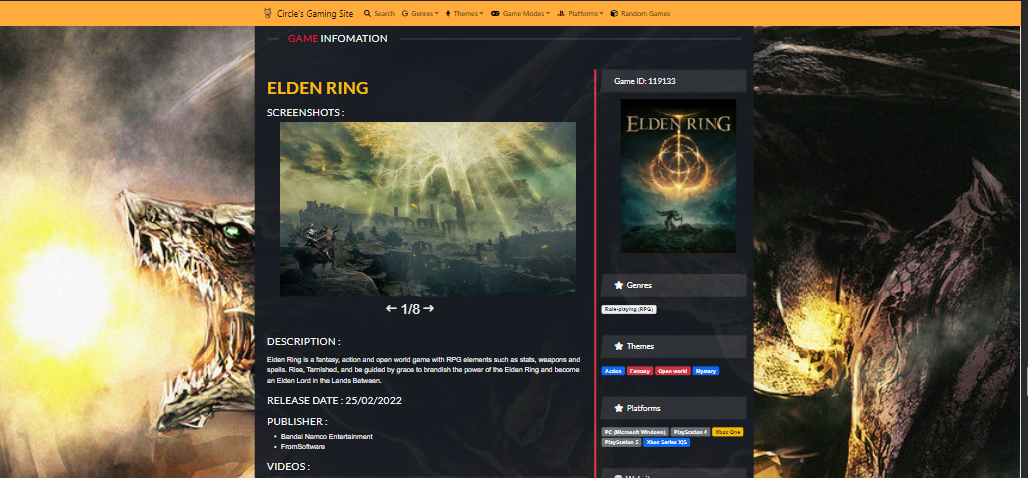 Circle's Gaming Site Search Genres Themes Game Modes Platforms Random Games
GAME INFOMATION
ELDEN RING
SCREENSHOTS :
1/8
DESCRIPTION :
Elden Ring is a fantasy, action and open world game with RPG elements such as stats, weapons and
spells. Rise, Tarnished, and be guided by grace to brandish the power of the Elden Ring and become
an Elden Lord in the Lands Between.
RELEASE DATE : 25/02/2022
PUBLISHER :
• Bandai Namco Entertainment
• FromSoftware
VIDEOS :
Game ID: 119133
ELDEN RING
Genres
Role-playing (RPG)
Themes
Action Fantasy Open world Mystery
Platforms
PC (Microsoft Windows) PlayStation 4 Xbox One
PlayStation 5 Xbox Series X|S